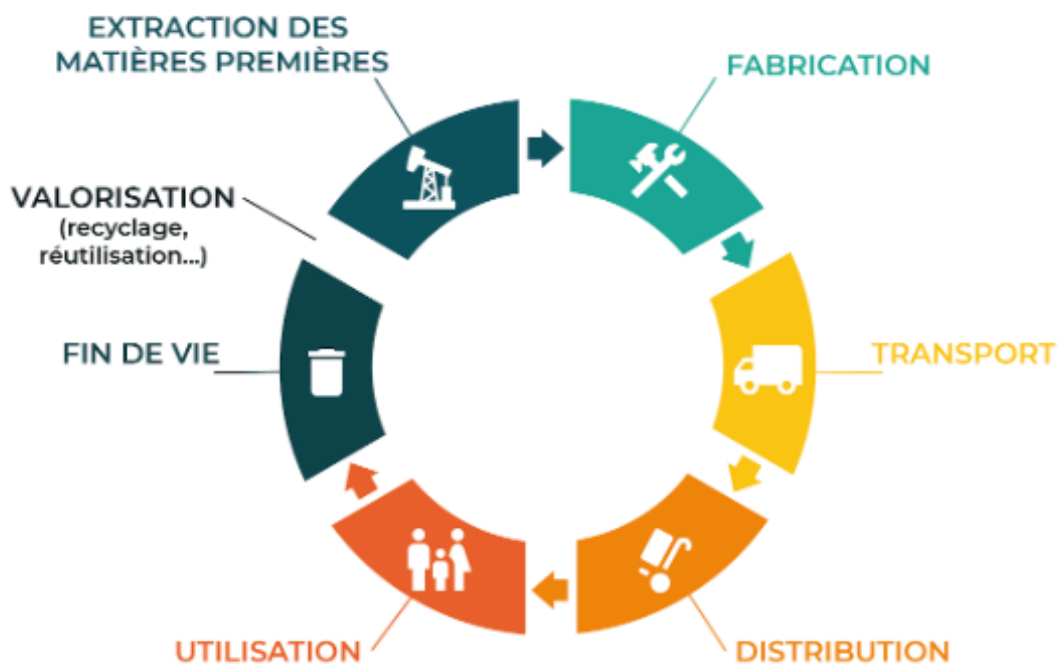 EXTRACTION DES
MATIÈRES PREMIÈRES
FABRICATION
TRANSPORT
DISTRIBUTION
UTILISATION
FIN DE VIE
VALORISATION
(recyclage,
réutilisation...)